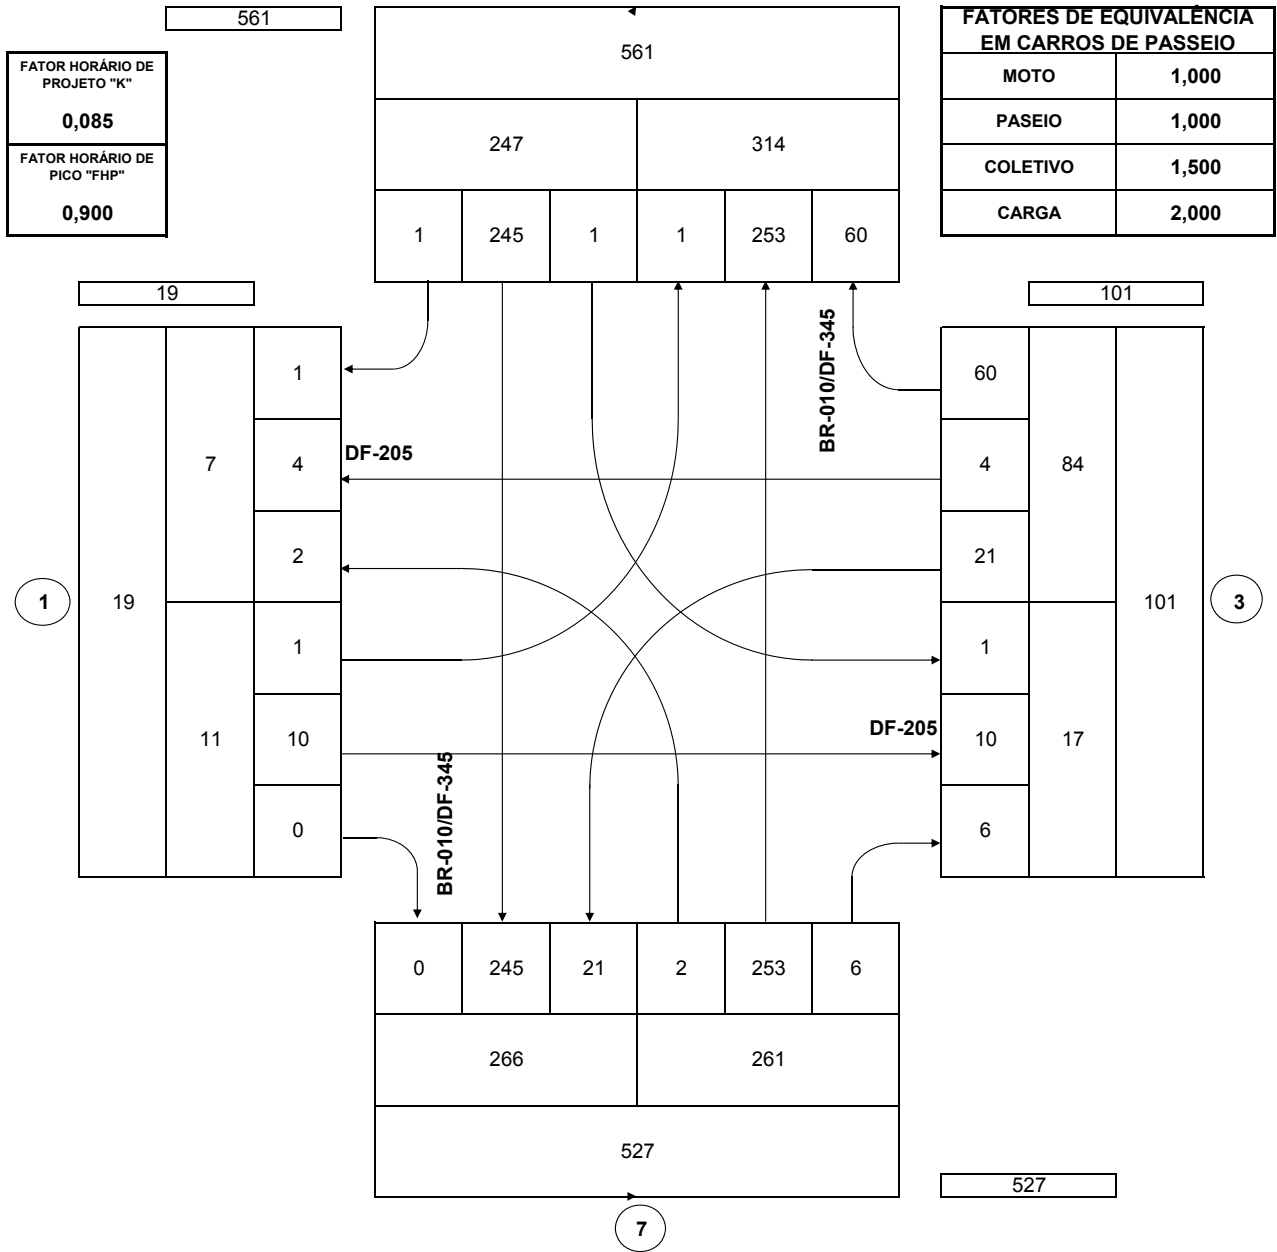 561
FATOR HORÁRIO DE
PROJETO "K"
0,085
FATOR HORÁRIO DE
PICO "FHP"
0,900
561
247 314
1 245 1 1 253 60
FATORES DE EQUIVALÊNCIA
EM CARROS DE PASSEIO
MOTO 1,000
PASEIO 1,000
COLETIVO 1,500
CARGA 2,000
19
101
1
19
7
11
1
4
2
1
10
0
DF-205
BR-010/DF-345
BR-010/DF-345
DF-205
60
4
21
1
10
6
84
17
101
3
0 245 21 2 253 6
266 261
527
527
7